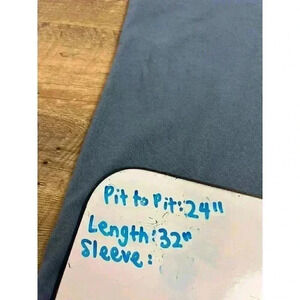 Pit to Pit: 24"
Length: 32"
Sleeve: